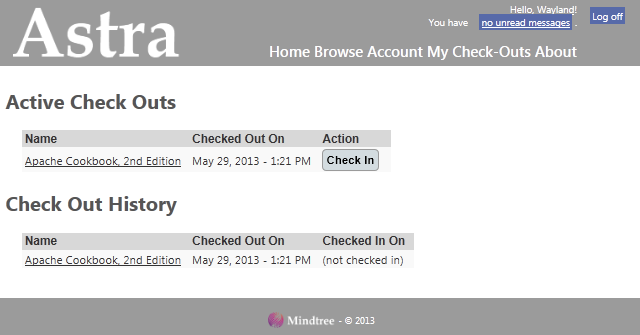 Astra
Hello, Wayland!
You have no unread messages .
Log off
Home Browse Account My Check-Outs About
Active Check Outs
Name Checked Out On Action
Apache Cookbook, 2nd Edition May 29, 2013 - 1:21 PM Check In
Check Out History
Name Checked Out On Checked In On
Apache Cookbook, 2nd Edition May 29, 2013 - 1:21 PM (not checked in)
Mindtree - © 2013